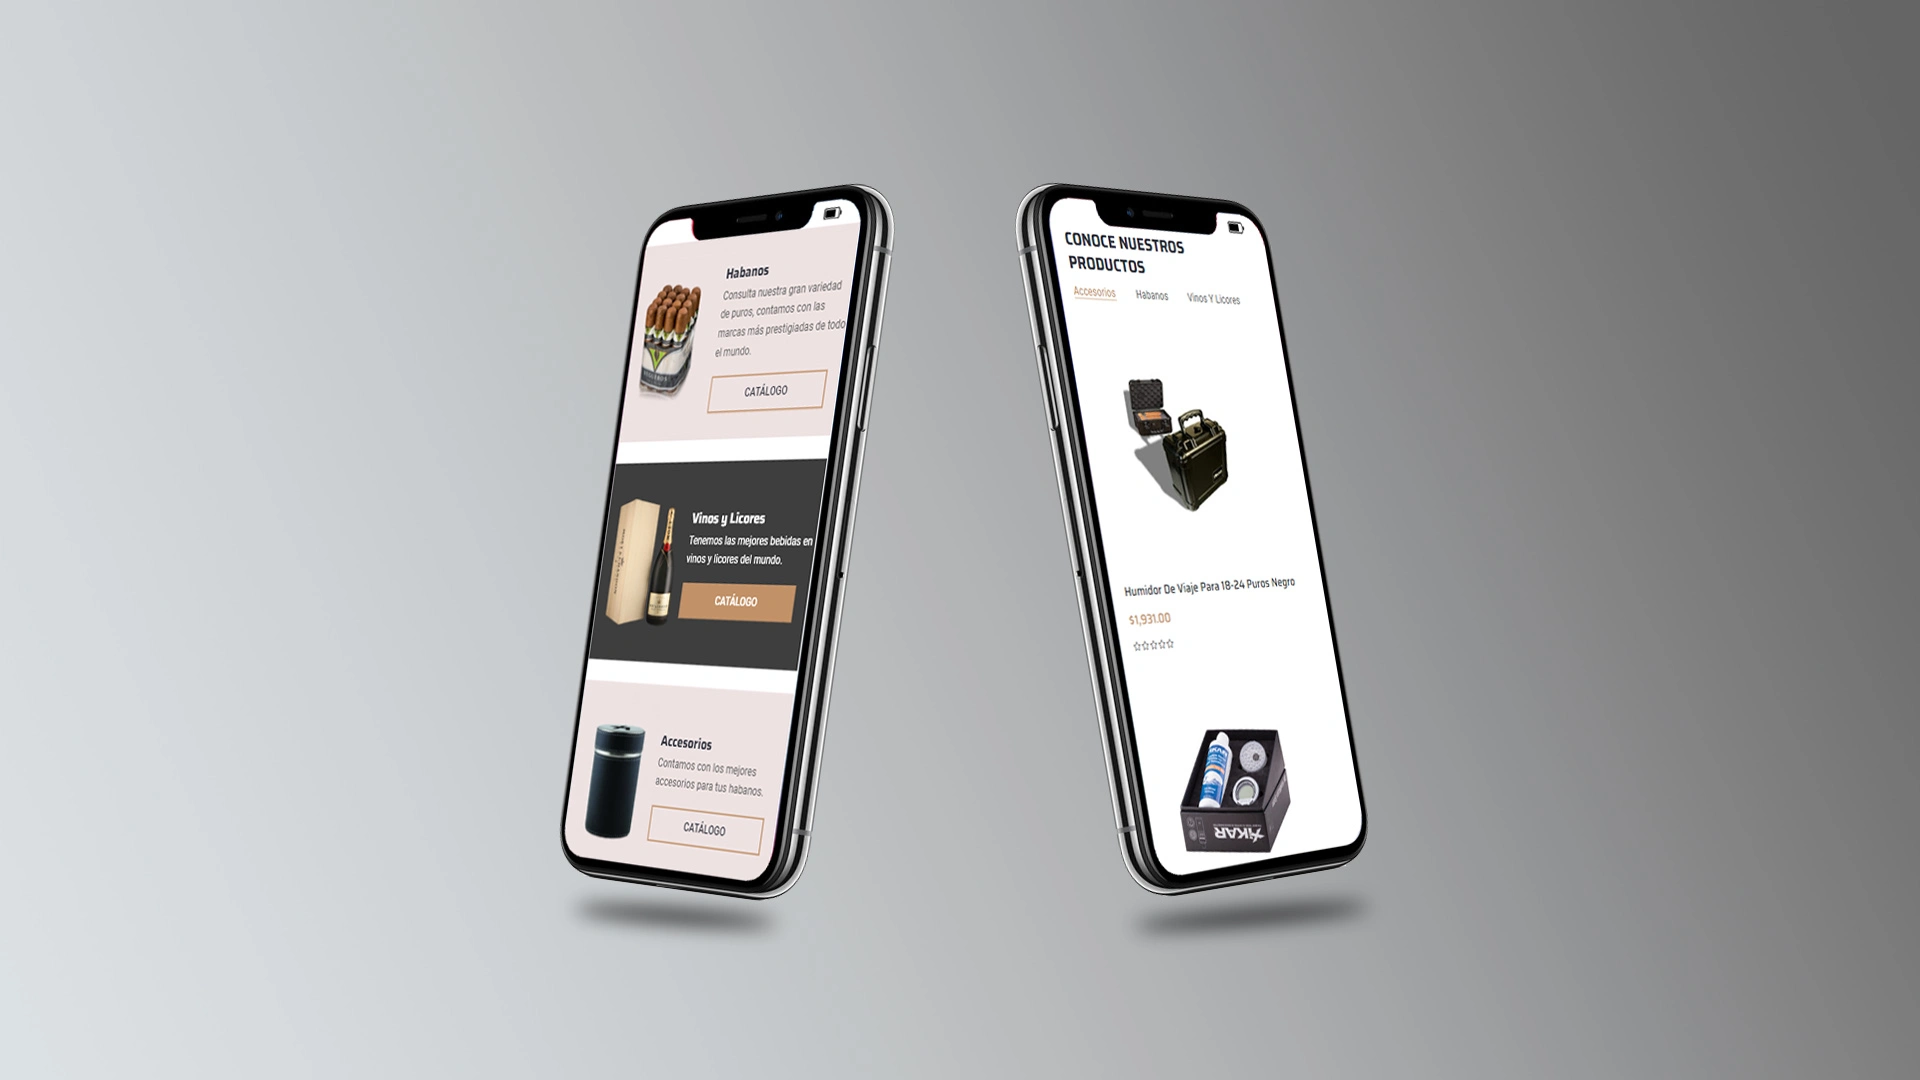 Habanos
Consulta nuestra gran variedad
de puros, contamos con las
marcas más prestigiadas de todo
el mundo.
CATÁLOGO
Vinos y Licores
Tenemos las mejores bebidas en
vinos y licores del mundo.
CATÁLOGO
Accesorios
Contamos con los mejores
accesorios para tus habanos.
CATÁLOGO
CONOCE NUESTROS
PRODUCTOS
Accesorios Habanos Vinos Y Licores
Humidor De Viaje Para 18-24 Puros Negro
$1,931.00
XIKAR